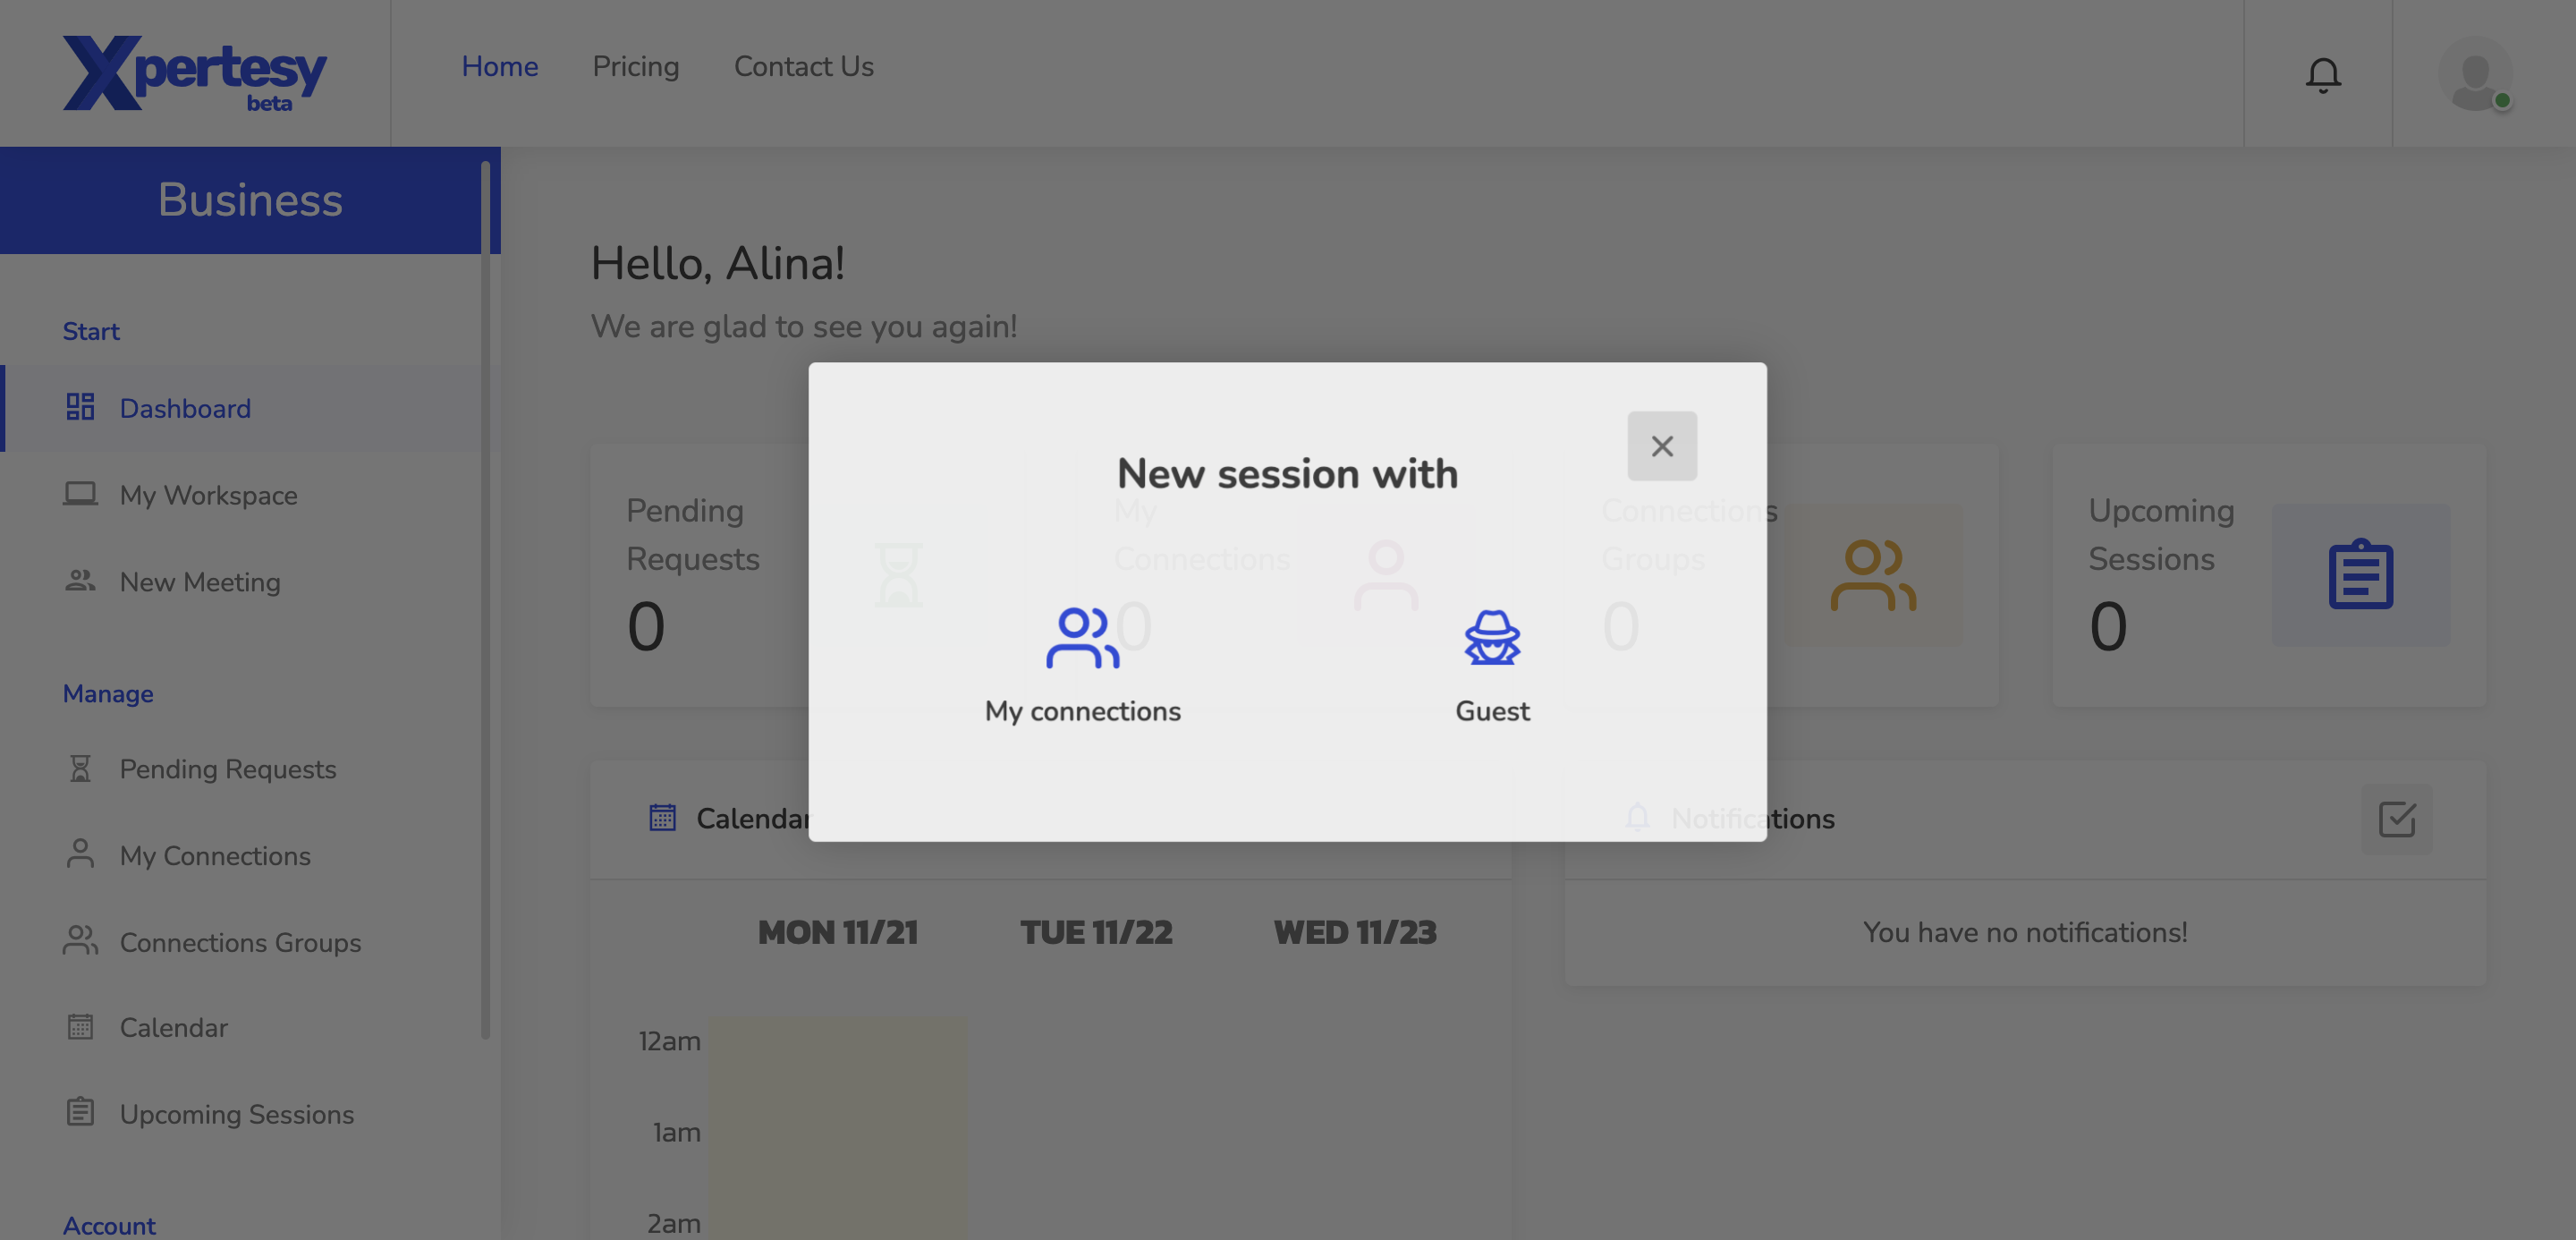 Xpertesy
beta
Home
Pricing
Contact Us
Business
Start
Dashboard
My Workspace
New Meeting
Manage
Pending Requests
My Connections
Connections Groups
Calendar
Upcoming Sessions
Account
Hello, Alina!
We are glad to see you again!
New session with
My connections
Guest
Pending
Requests
0
My
Connections
0
Connections
Groups
0
Upcoming
Sessions
0
Calendar
MON 11/21
TUE 11/22
WED 11/23
12am
1am
2am
Notifications
You have no notifications!